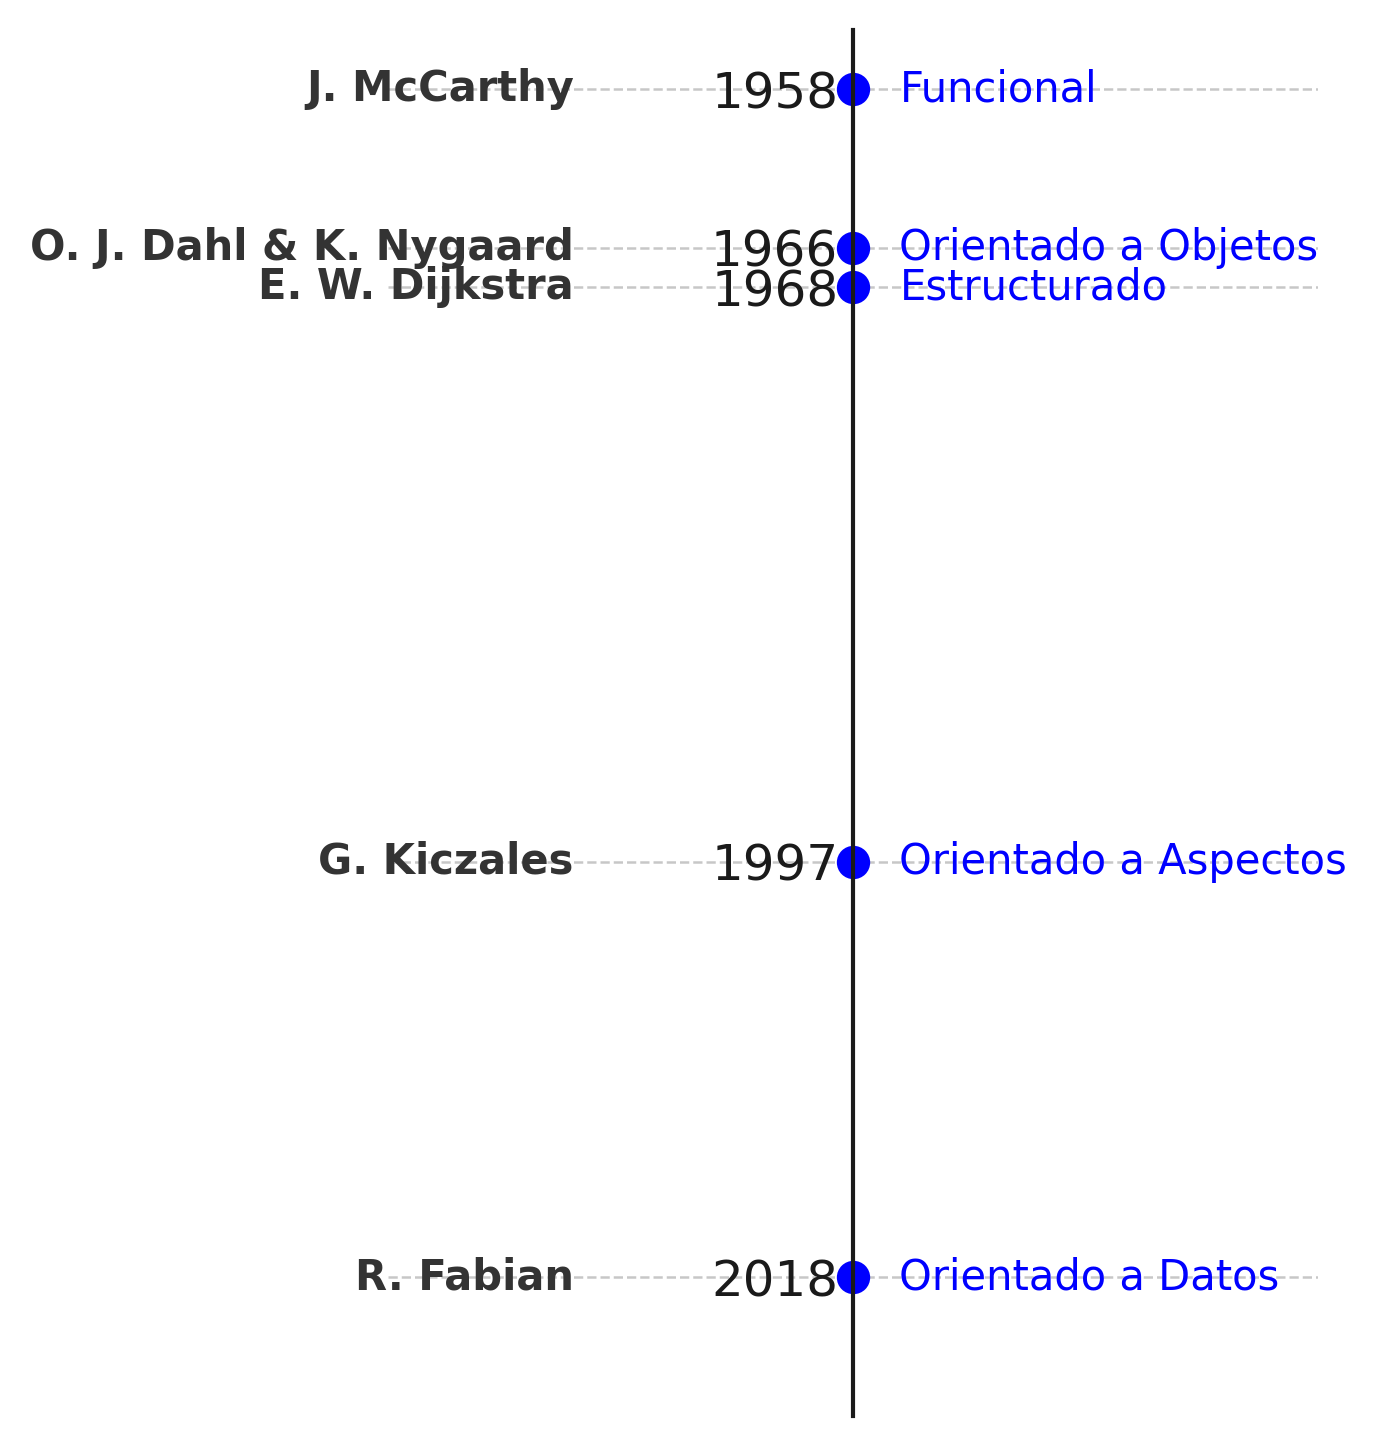 J. McCarthy 1958 Funcional
O. J. Dahl & K. Nygaard 1966 Orientado a Objetos
E. W. Dijkstra 1968 Estructurado
G. Kiczales 1997 Orientado a Aspectos
R. Fabian 2018 Orientado a Datos